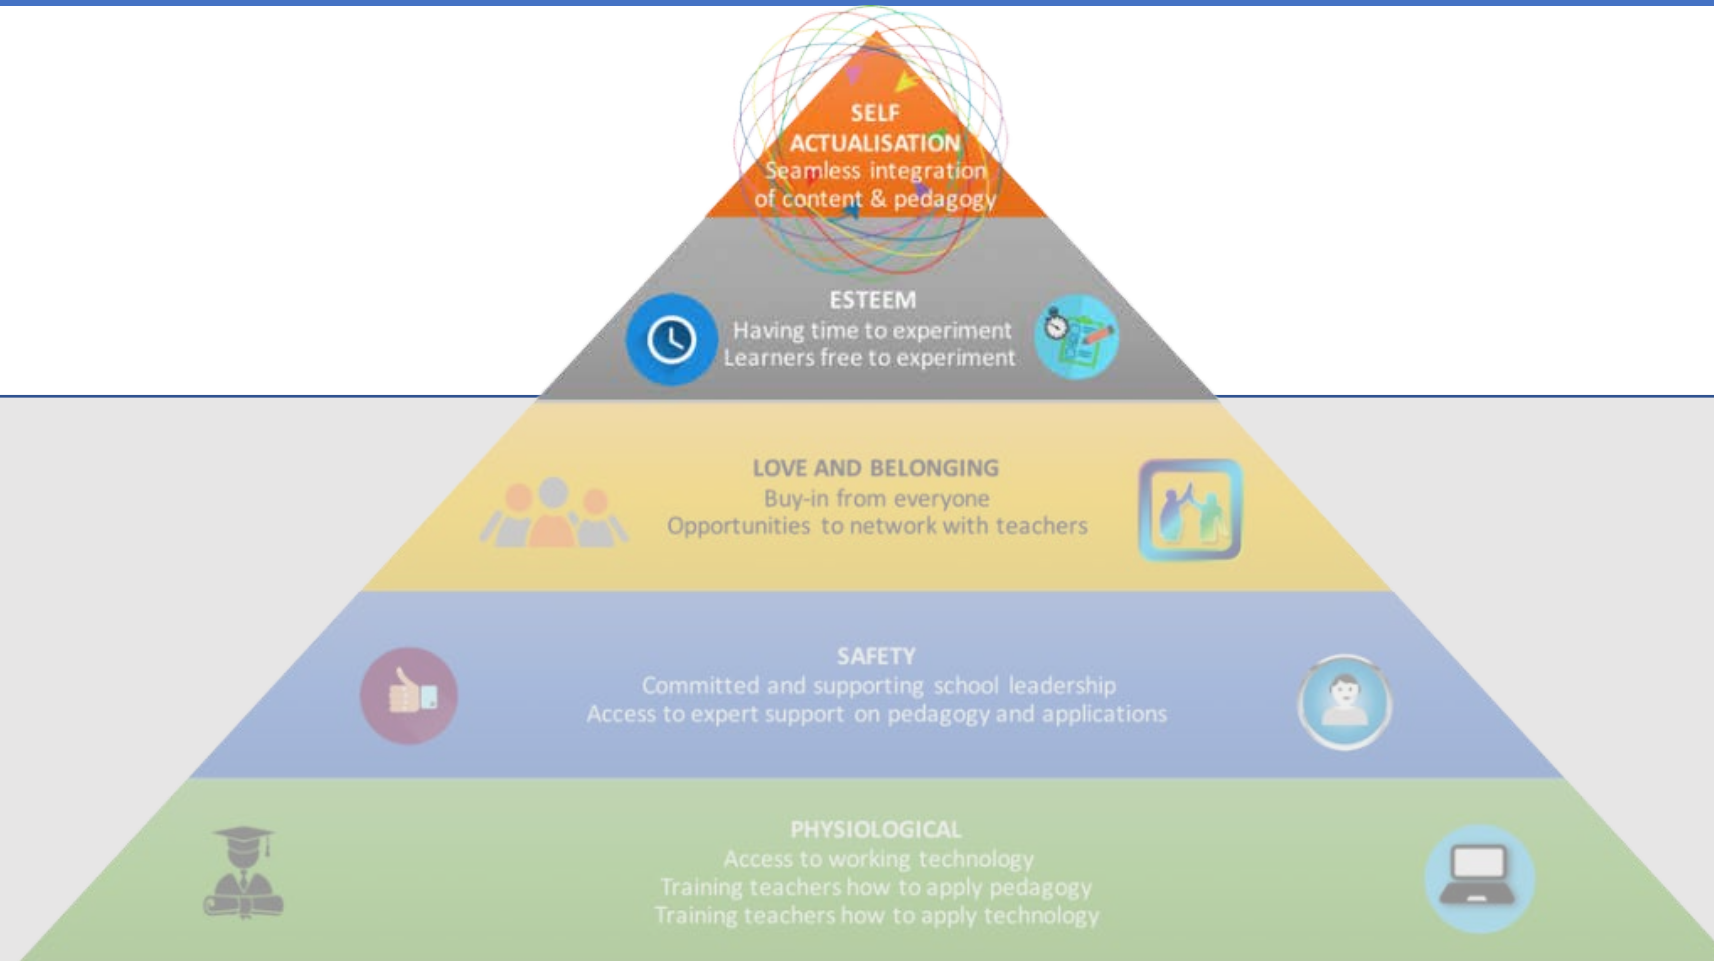 SELF
ACTUALISATION
Seamless integration
of content & pedagogy
ESTEEM
Having time to experiment
Learners free to experiment
LOVE AND BELONGING
Buy-in from everyone
Opportunities to network with teachers
SAFETY
Committed and supporting school leadership
Access to expert support on pedagogy and applications
PHYSIOLOGICAL
Access to working technology
Training teachers how to apply pedagogy
Training teachers how to apply technology